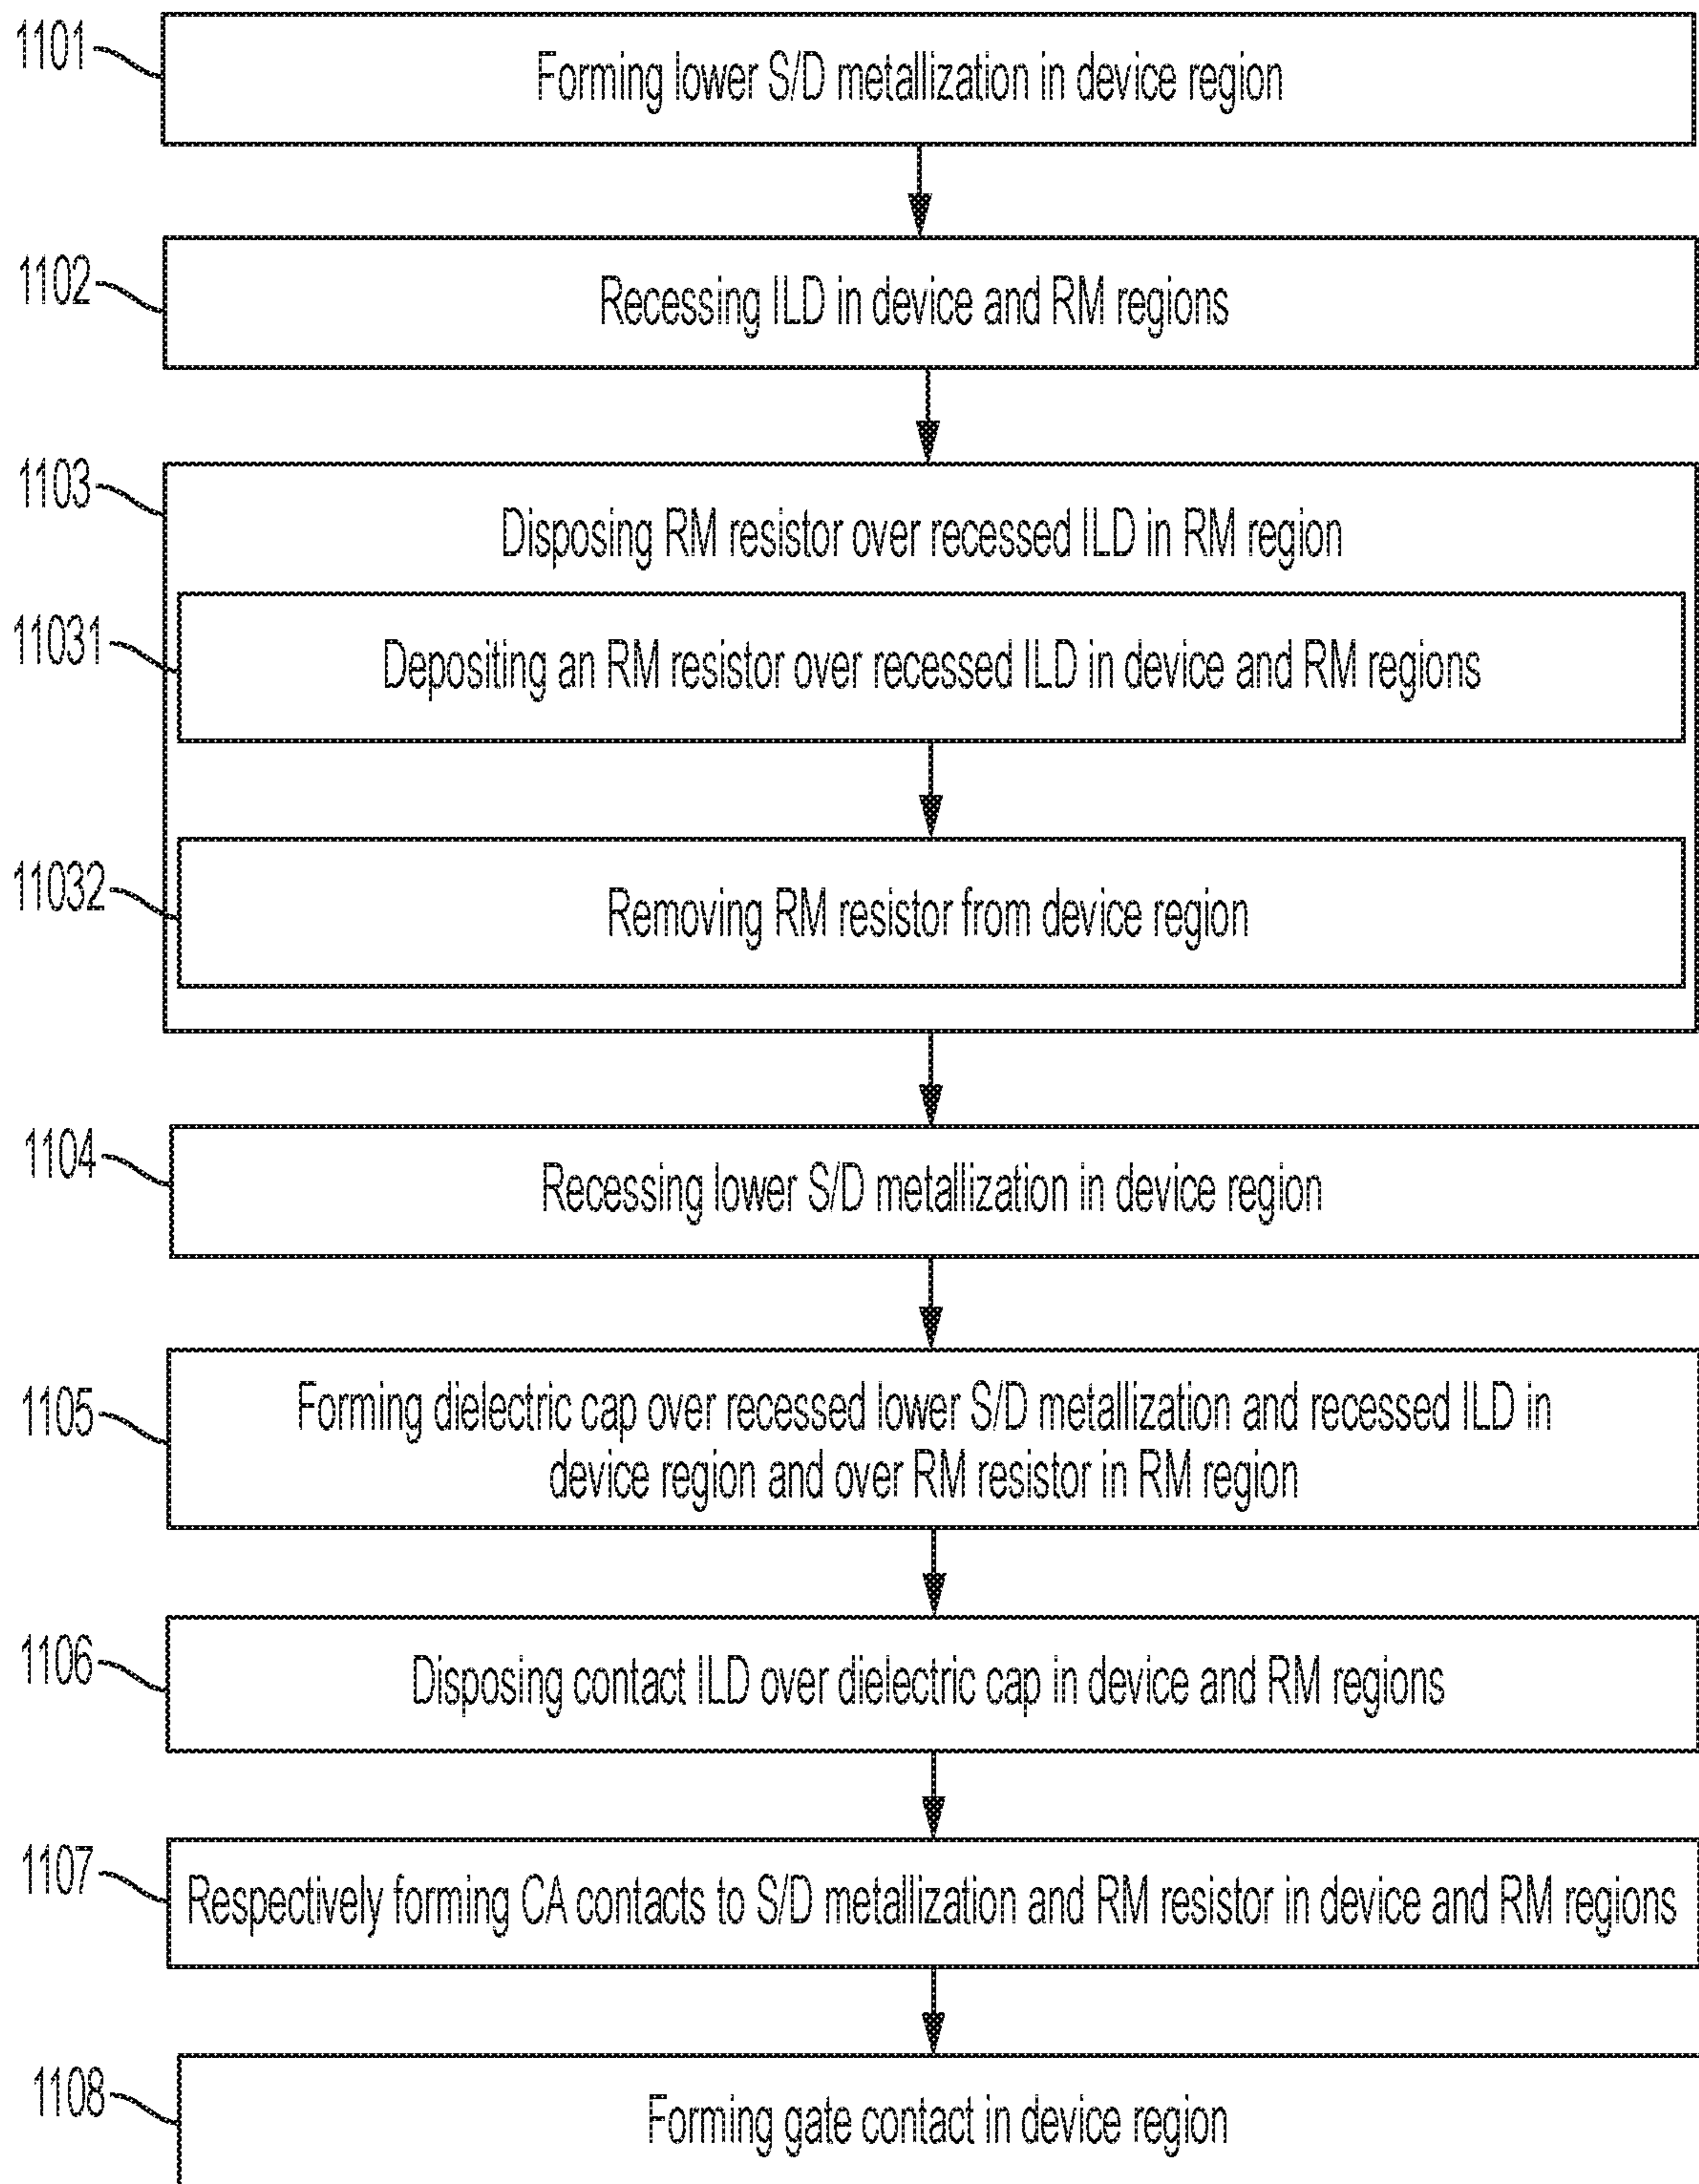 1101
Forming lower S/D metallization in device region
1102
Recessing ILD in device and RM regions
1103
Disposing RM resistor over recessed ILD in RM region
11031
Depositing an RM resistor over recessed ILD in device and RM regions
11032
Removing RM resistor from device region
1104
Recessing lower S/D metallization in device region
1105
Forming dielectric cap over recessed lower S/D metallization and recessed ILD in
device region and over RM resistor in RM region
1106
Disposing contact ILD over dielectric cap in device and RM regions
1107
Respectively forming CA contacts to S/D metallization and RM resistor in device and RM regions
1108
Forming gate contact in device region